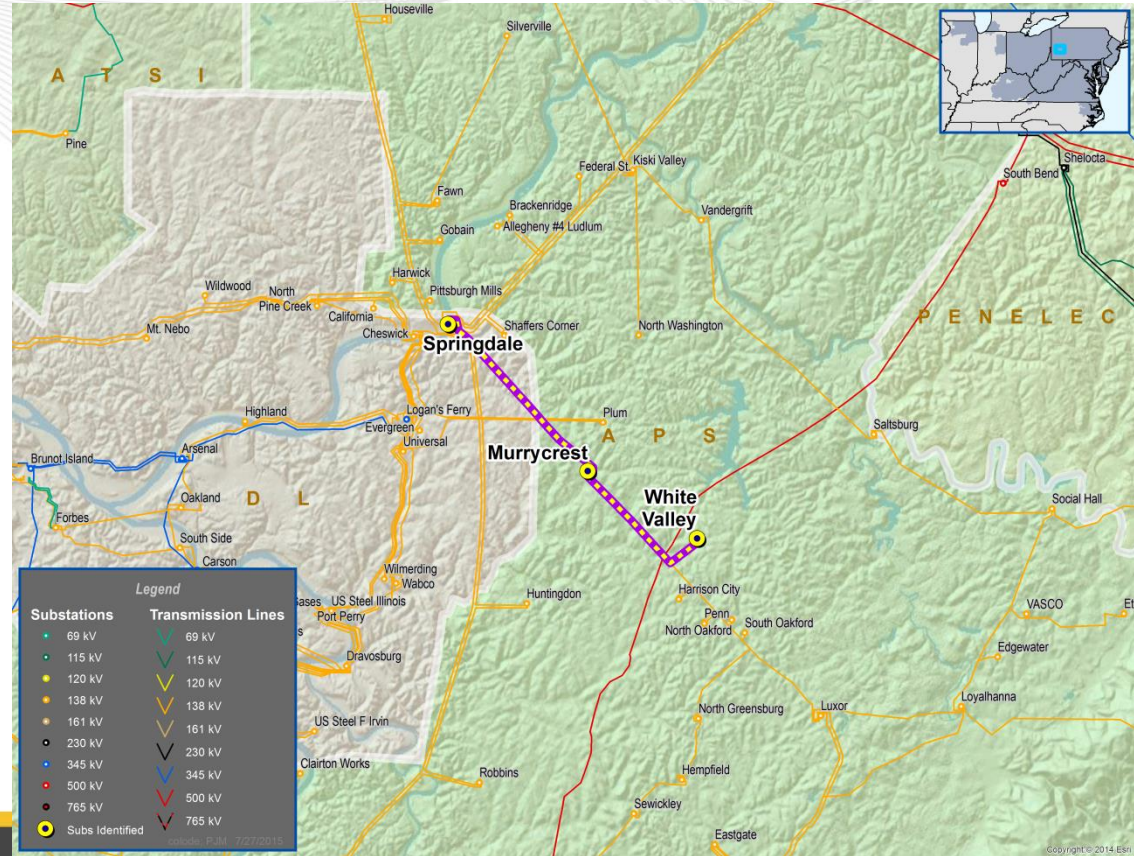 Houseville
Silverville
A T S I
Pine
Federal St.
Kiski Valley
Shelocta
South Bend
Fawn
Brackenridge
Vandergrift
Allegheny #4 Ludlum
Gobain
Harwick
Wildwood
North
Pine Creek
Pittsburgh Mills
California
Mt. Nebo
Cheswick
Shaffers Corner
North Washington
P E N E L E C
Springdale
Highland
Logan's Ferry
Plum
Evergreen
Universal
A P S
Saltsburg
Arsenal
Brunot Island
Murrycrest
Oakland
D L
White
Valley
Social Hall
Forbes
South Side
Carson
Wilmerding
Wabco
Harrison City
Huntingdon
Penn
North Oakford
South Oakford
VASCO
Et
Gases
US Steel Illinois
Port Perry
s
Dravosburg
Edgewater
North Greensburg
Luxor
Loyalhanna
US Steel F Irvin
Clairton Works
Robbins
Hempfield
Sewickley
Eastgate
Legend
Substations
Transmission Lines
69 kV
69 kV
115 kV
115 kV
120 kV
120 kV
138 kV
138 kV
161 kV
161 kV
230 kV
230 kV
345 kV
345 kV
500 kV
500 kV
765 kV
765 kV
Subs Identified
PJM 7/27/2015
Copyright © 2014 Esri